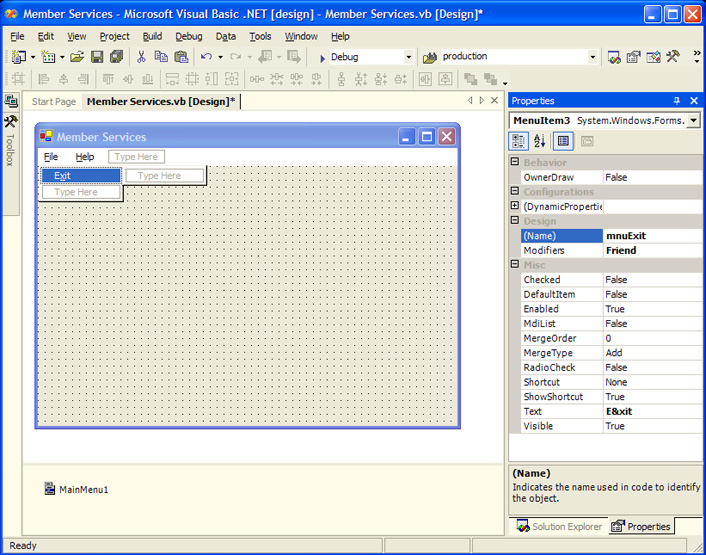 Member Services - Microsoft Visual Basic .NET [design] - Member Services.vb [Design]*
File Edit View Project Build Debug Data Tools Window Help
Debug production
Start Page Member Services.vb [Design]*
Toolbox
Member Services
File Help Type Here
Exit Type Here
Type Here
MainMenu1
Properties
MenuItem3 System.Windows.Forms.
Behavior
OwnerDraw False
Configurations
(DynamicPropertie
Design
(Name) mnuExit
Modifiers Friend
Misc
Checked False
DefaultItem False
Enabled True
MdiList False
MergeOrder 0
MergeType Add
RadioCheck False
Shortcut None
ShowShortcut True
Text E&xit
Visible True
(Name)
Indicates the name used in code to identify
the object.
Solution Explorer Properties
Ready